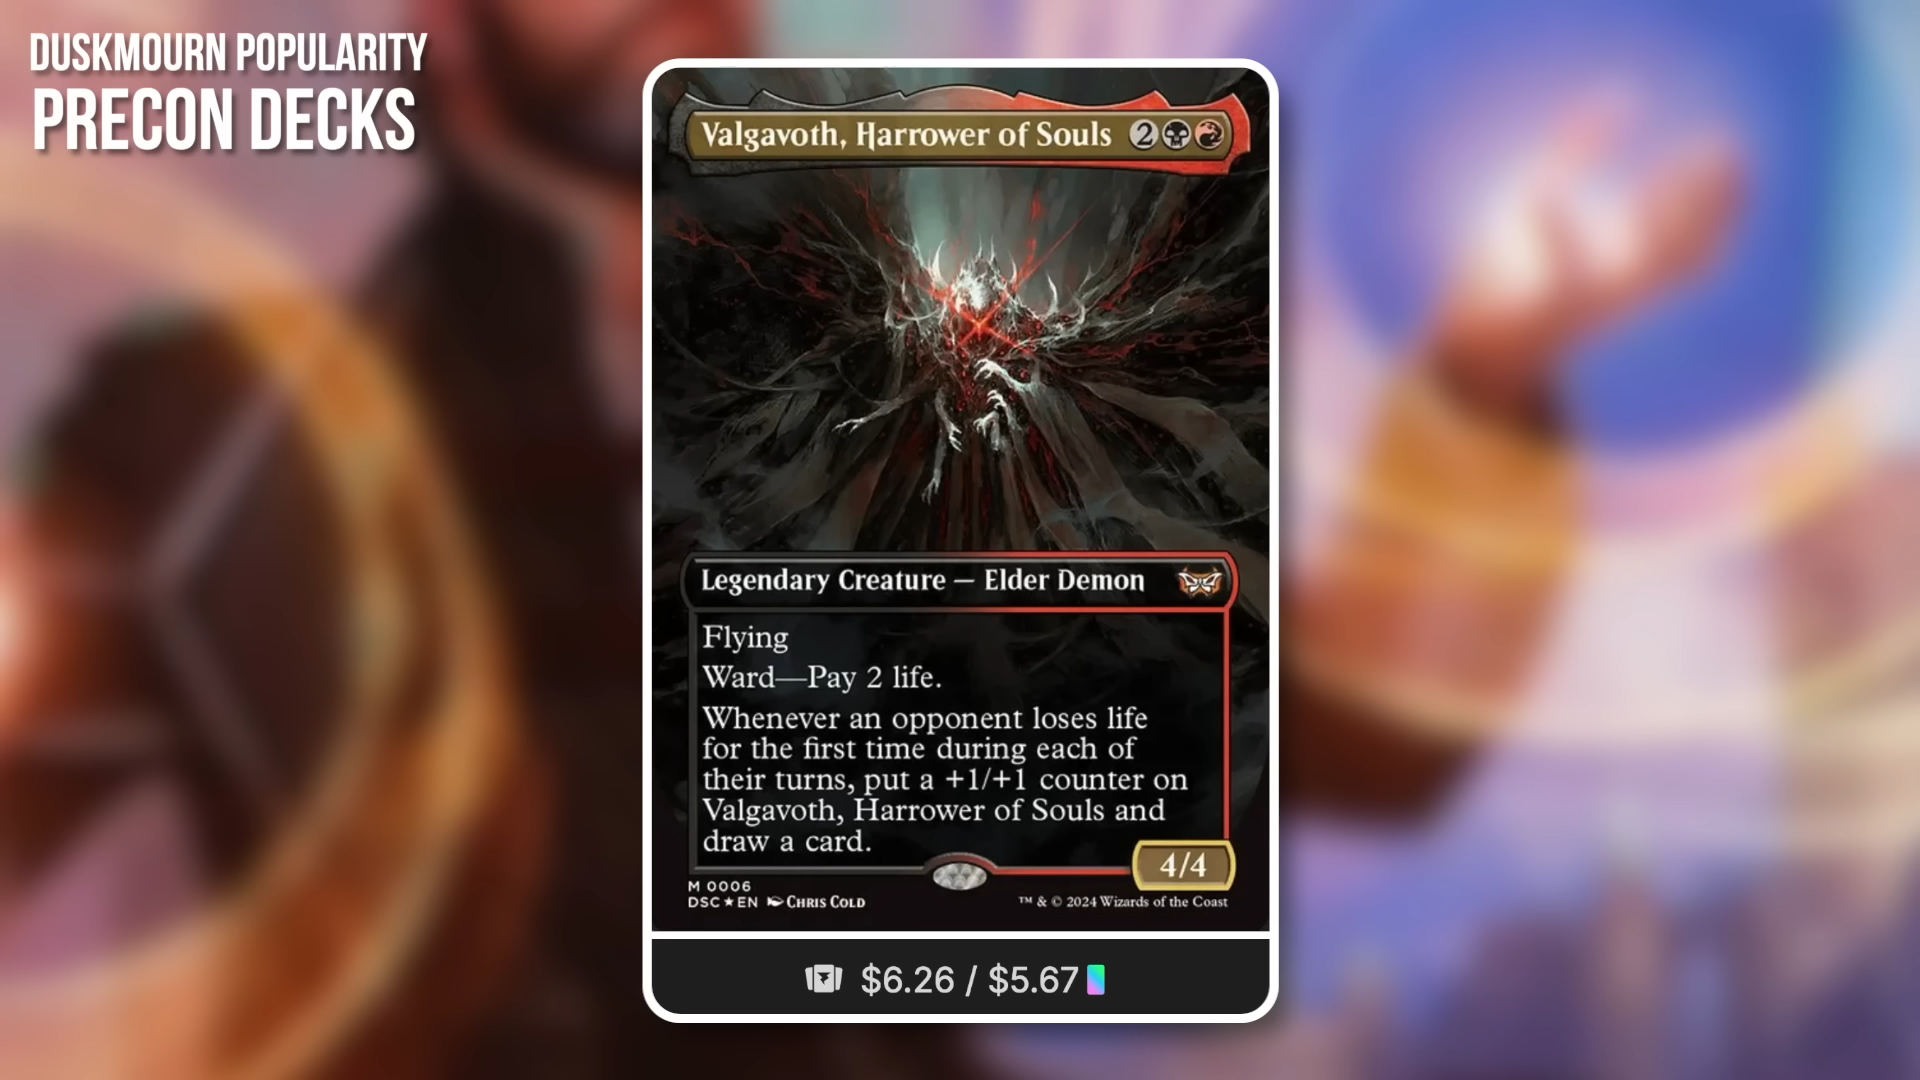 DUSKMOURN POPULARITY
PRECON DECKS
Valgavoth, Harrower of Souls 2
Legendary Creature — Elder Demon
Flying
Ward—Pay 2 life.
Whenever an opponent loses life
for the first time during each of
their turns, put a +1/+1 counter on
Valgavoth, Harrower of Souls and
draw a card.
4/4
M 0006
DSC★EN CHRIS COLD
™ & © 2024 Wizards of the Coast
$6.26 / $5.67